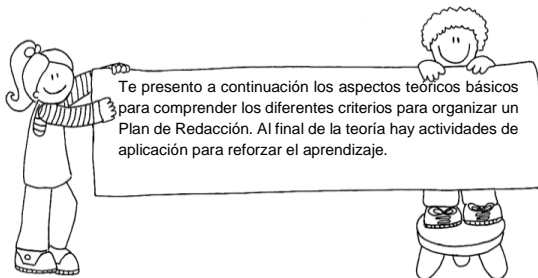 Te presento a continuación los aspectos teóricos básicos
para comprender los diferentes criterios para organizar un
Plan de Redacción. Al final de la teoría hay actividades de
aplicación para reforzar el aprendizaje.